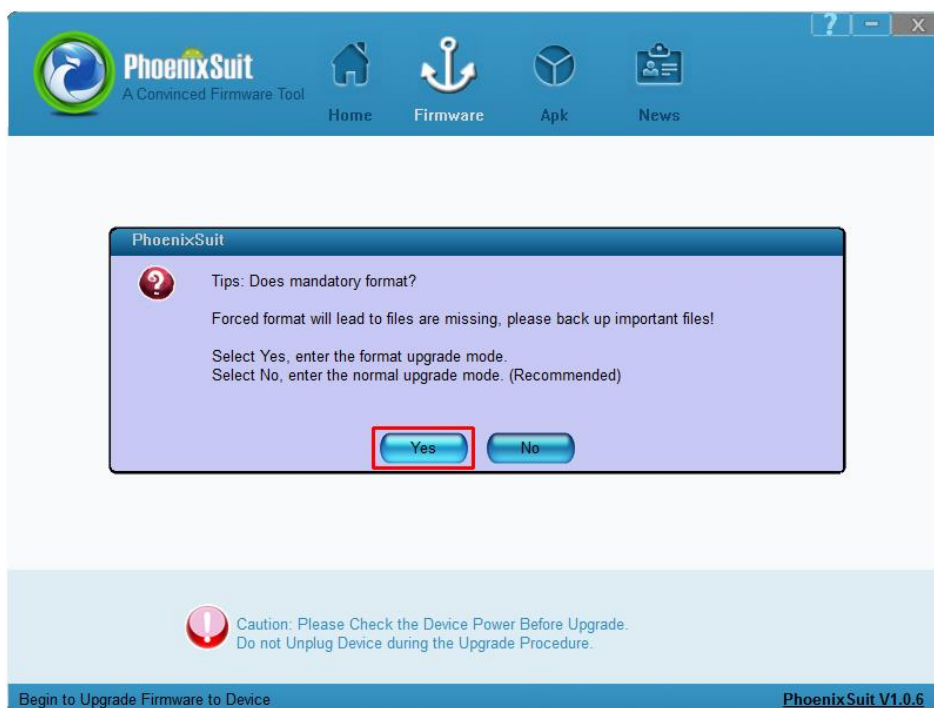 ? − X
PhoenixSuit
A Convinced Firmware Tool
Home Firmware Apk News
PhoenixSuit
Tips: Does mandatory format?
Forced format will lead to files are missing, please back up important files!
Select Yes, enter the format upgrade mode.
Select No, enter the normal upgrade mode. (Recommended)
Yes No
Caution: Please Check the Device Power Before Upgrade.
Do not Unplug Device during the Upgrade Procedure.
Begin to Upgrade Firmware to Device PhoenixSuit V1.0.6